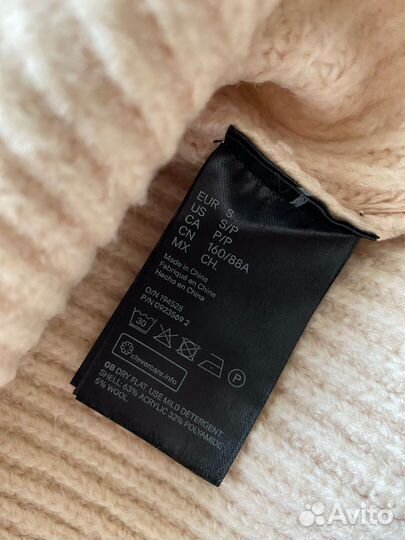 EUR S
US S/P
CA P/P
CN 160/88A
MX CH.
Made in China
Fabriqué en Chine
Hecho en China
O/N 194528
P/N 0923569 2
30
P
clevercare.info
GB DRY FLAT. USE MILD DETERGENT.
SHELL: 63% ACRYLIC 32% POLYAMIDE
5% WOOL
Avito